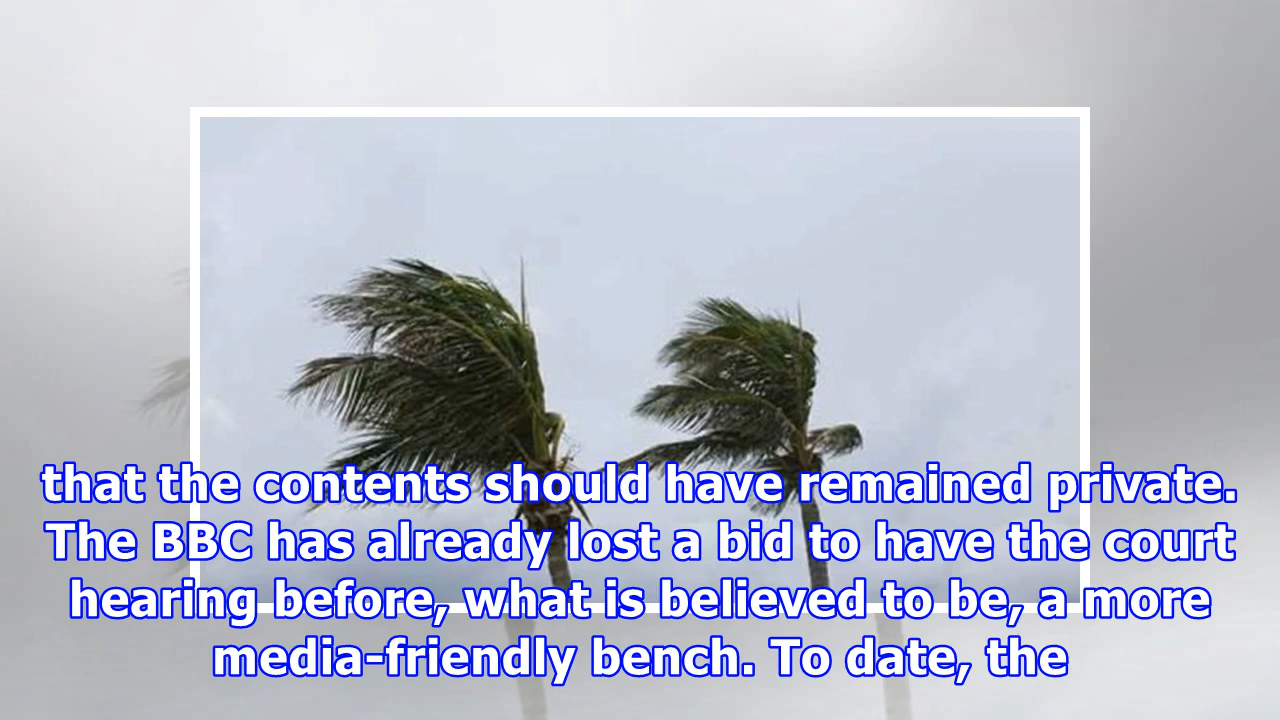 that the contents should have remained private.
The BBC has already lost a bid to have the court
hearing before, what is believed to be, a more
media-friendly bench. To date, the